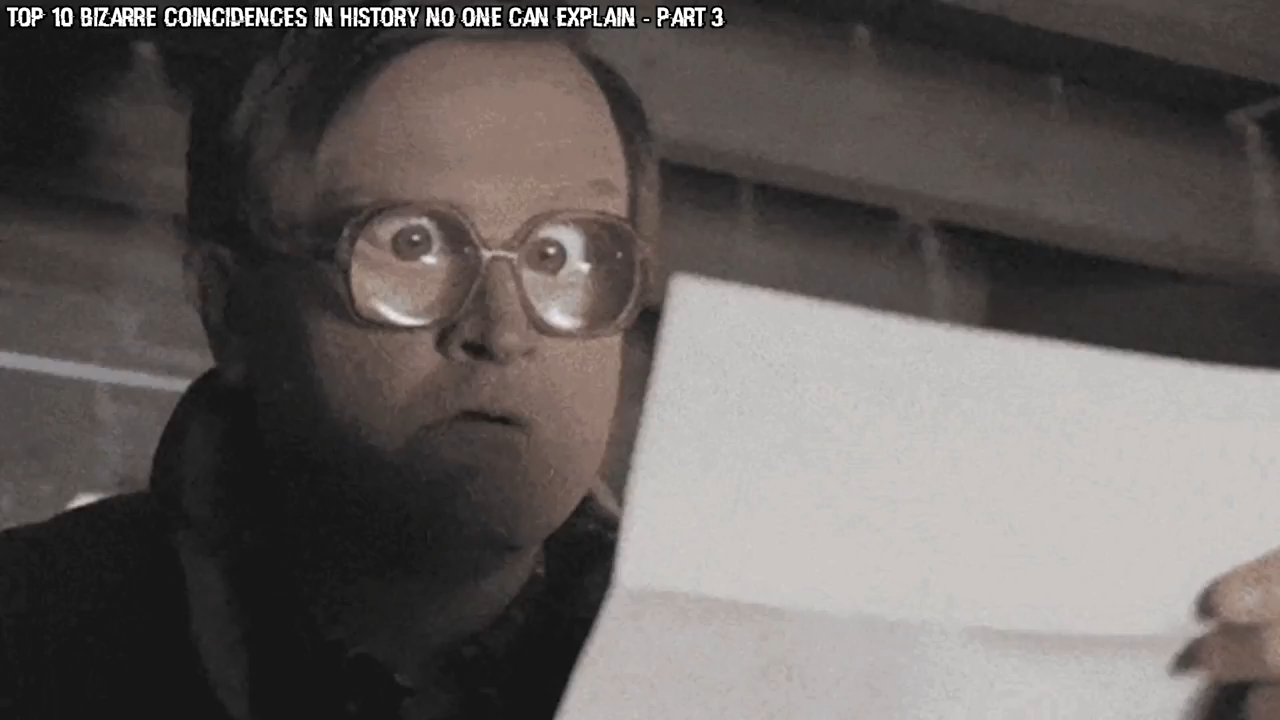 TOP 10 BIZARRE COINCIDENCES IN HISTORY NO ONE CAN EXPLAIN - PART 3